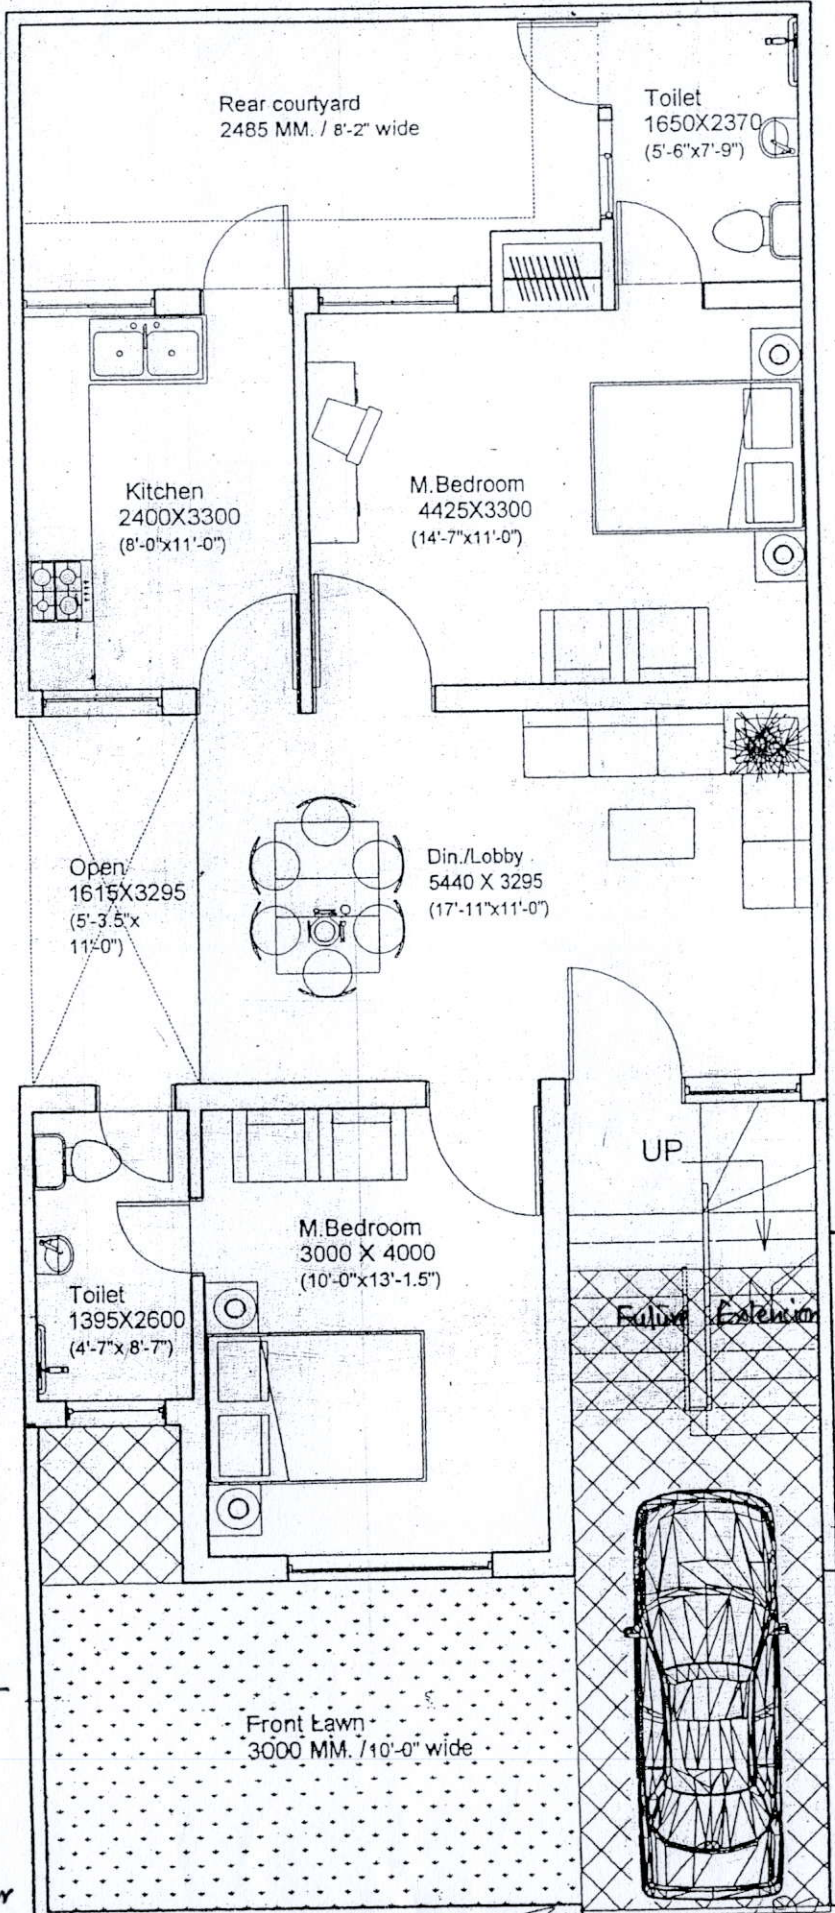 Rear courtyard
2485 MM. / 8'-2" wide
Toilet
1650X2370
(5'-6"x7'-9")
Kitchen
2400X3300
(8'-0"x11'-0")
M.Bedroom
4425X3300
(14'-7"x11'-0")
Open
1615X3295
(5'-3.5"x
11'-0")
Din./Lobby
5440 X 3295
(17'-11"x11'-0")
UP
M.Bedroom
3000 X 4000
(10'-0"x13'-1.5")
Toilet
1395X2600
(4'-7"x 8'-7")
Future Extension
Front Lawn
3000 MM. /10'-0" wide